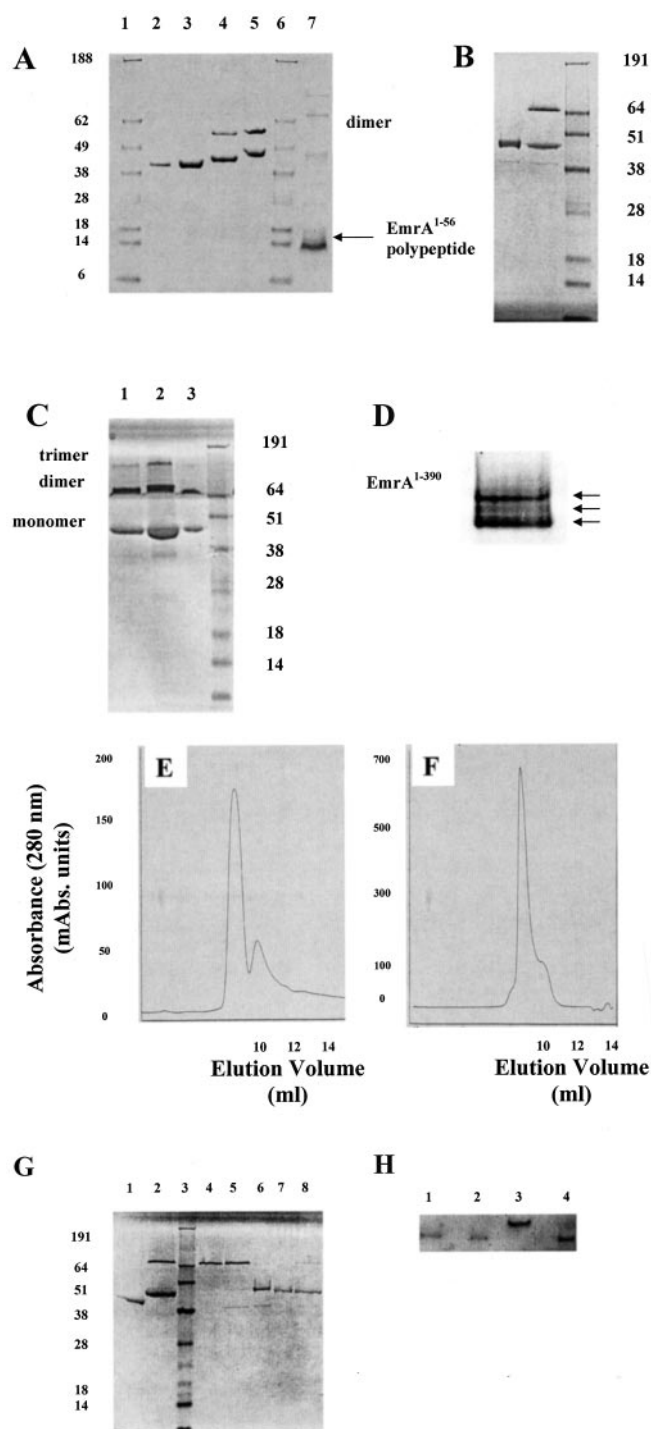 1 2 3 4 5 6 7
A
188
62
49
38
28
18
14
6
dimer
EmrA1-56
polypeptide
B
191
64
51
38
28
18
14
C
1 2 3
trimer
dimer
monomer
191
64
51
38
28
18
14
D
EmrA1-390
E
Absorbance (280 nm)
(mAbs. units)
200
150
100
50
0
10 12 14
Elution Volume
(ml)
F
700
500
300
100
0
10 12 14
Elution Volume
(ml)
G
1 2 3 4 5 6 7 8
191
64
51
38
28
18
14
H
1 2 3 4